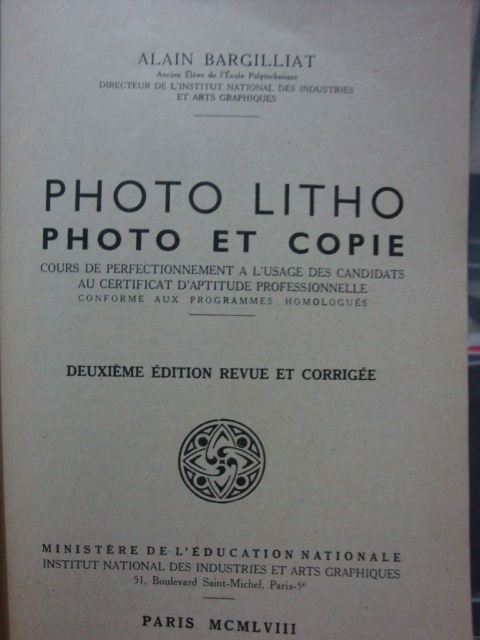 ALAIN BARGILLIAT
Ancien Élève de l'École Polytechnique
DIRECTEUR DE L'INSTITUT NATIONAL DES INDUSTRIES
ET ARTS GRAPHIQUES
PHOTO LITHO
PHOTO ET COPIE
COURS DE PERFECTIONNEMENT A L'USAGE DES CANDIDATS
AU CERTIFICAT D'APTITUDE PROFESSIONNELLE
CONFORME AUX PROGRAMMES HOMOLOGUÉS
DEUXIÈME ÉDITION REVUE ET CORRIGÉE
MINISTÈRE DE L'ÉDUCATION NATIONALE
INSTITUT NATIONAL DES INDUSTRIES ET ARTS GRAPHIQUES
51, Boulevard Saint-Michel, Paris-5e
PARIS MCMLVIII